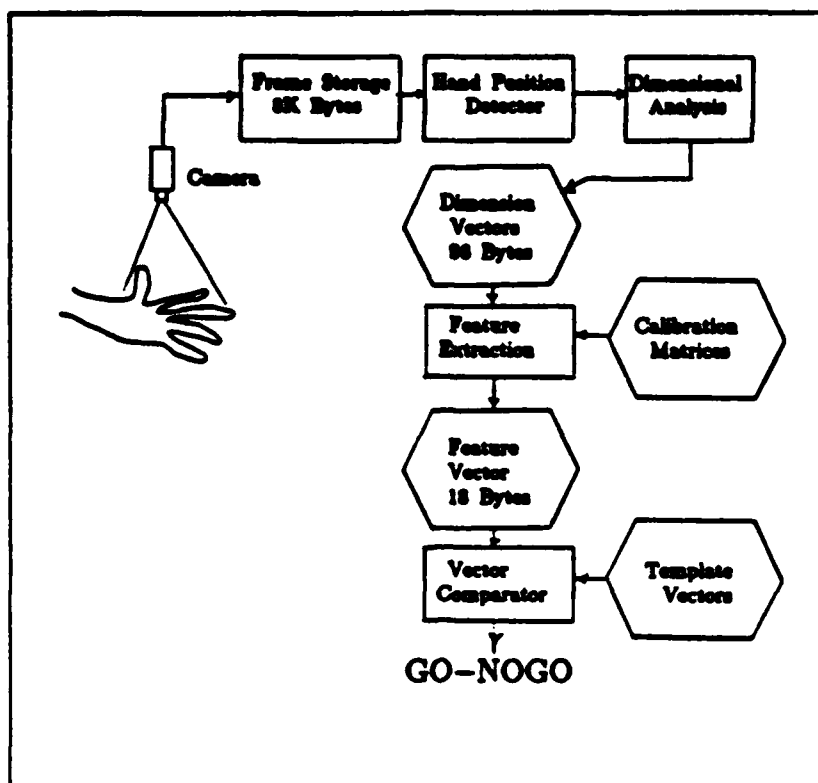 Frame Storage
8K Bytes
Hand Position
Detector
Dimensional
Analysis
Camera
Dimension
Vectors
Bytes
Feature
Extraction
Calibration
Matrices
Feature
Vector
18 Bytes
Vector
Comparator
Template
Vectors
GO-NOGO